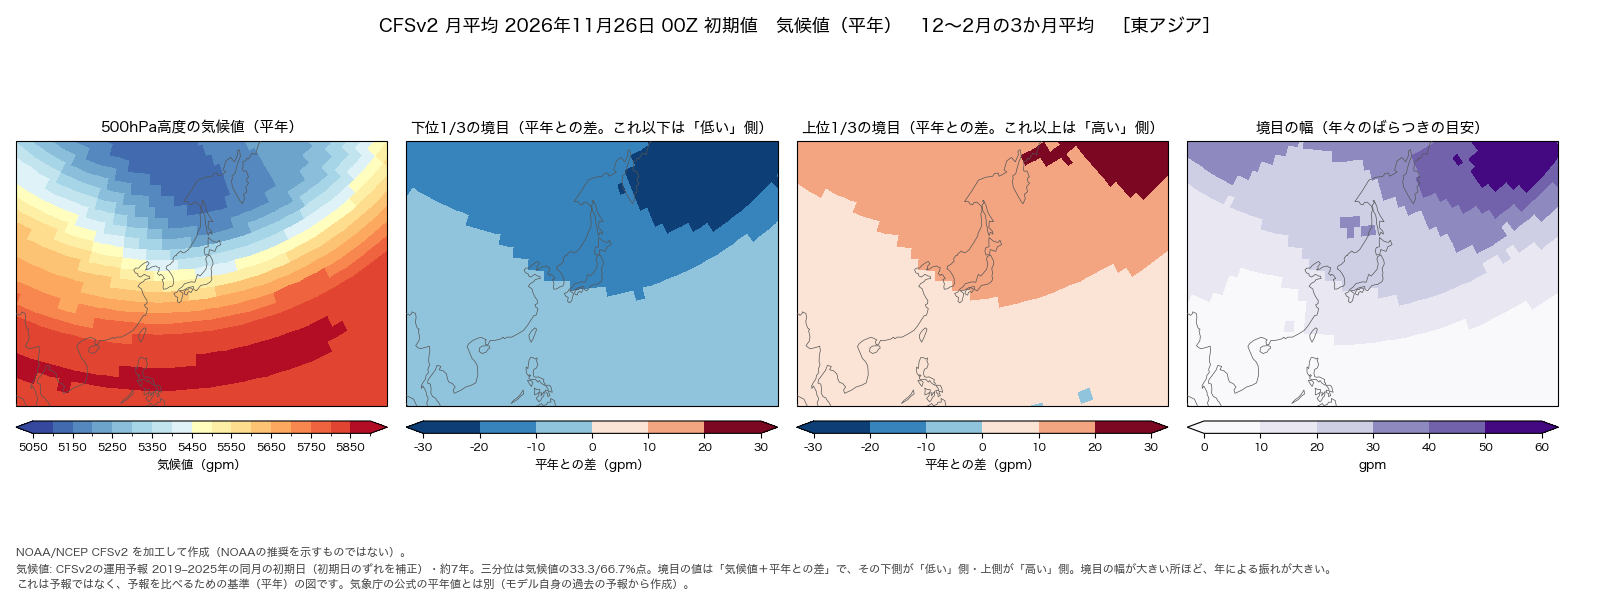 CFSv2 月平均 2026年11月26日 00Z 初期値　気候値（平年）　12～2月の3か月平均　［東アジア］
500hPa高度の気候値（平年）
下位1/3の境目（平年との差。これ以下は「低い」側）
上位1/3の境目（平年との差。これ以上は「高い」側）
境目の幅（年々のばらつきの目安）
5050 5150 5250 5350 5450 5550 5650 5750 5850
気候値（gpm）
-30 -20 -10 0 10 20 30
平年との差（gpm）
-30 -20 -10 0 10 20 30
平年との差（gpm）
0 10 20 30 40 50 60
gpm
NOAA/NCEP CFSv2 を加工して作成（NOAAの推奨を示すものではない）。
気候値: CFSv2の運用予報 2019–2025年の同月の初期日（初期日のずれを補正）・約7年。三分位は気候値の33.3/66.7%点。境目の値は「気候値＋平年との差」で、その下側が「低い」側・上側が「高い」側。境目の幅が大きい所ほど、年による振れが大きい。
これは予報ではなく、予報を比べるための基準（平年）の図です。気象庁の公式の平年値とは別（モデル自身の過去の予報から作成）。